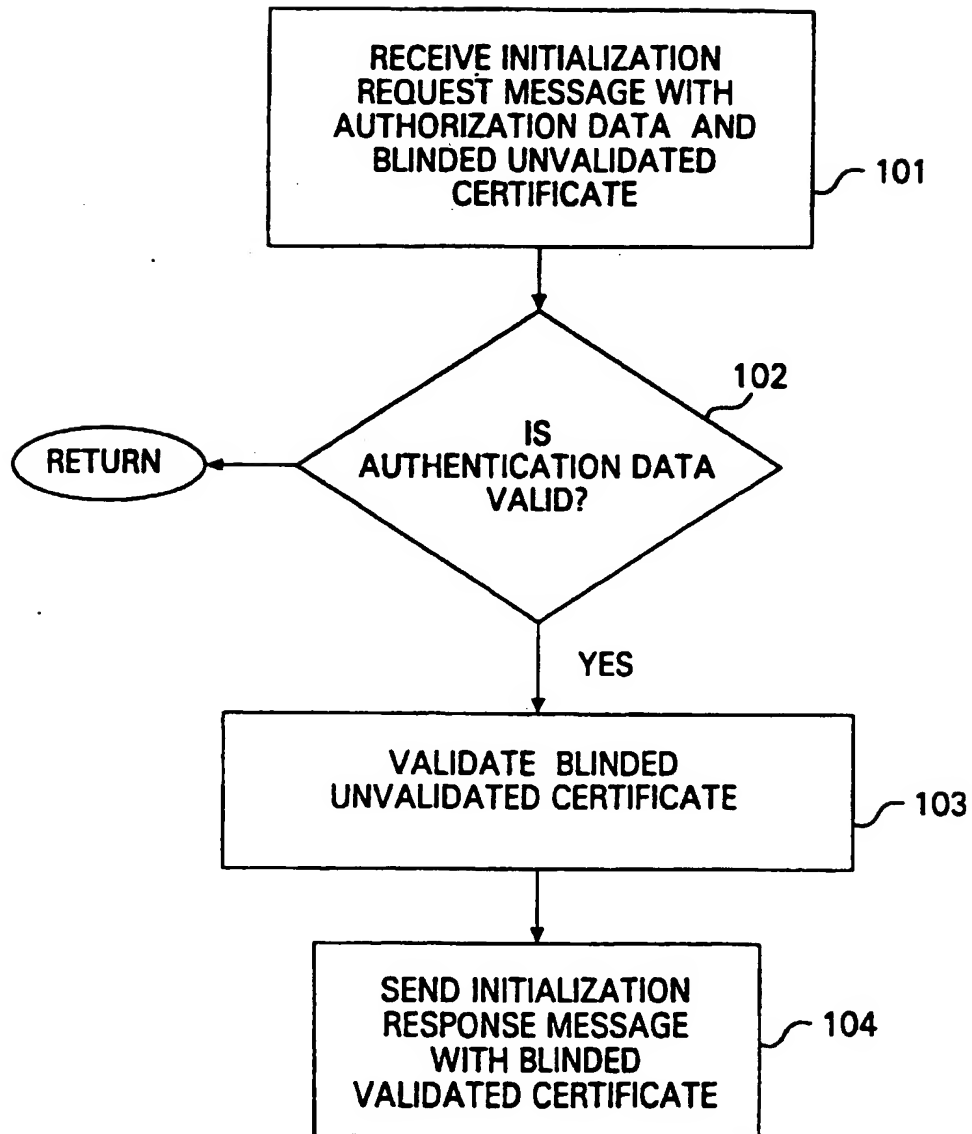 RECEIVE INITIALIZATION
REQUEST MESSAGE WITH
AUTHORIZATION DATA AND
BLINDED UNVALIDATED
CERTIFICATE
101
102
IS
AUTHENTICATION DATA
VALID?
RETURN
YES
VALIDATE BLINDED
UNVALIDATED CERTIFICATE
103
SEND INITIALIZATION
RESPONSE MESSAGE
WITH BLINDED
VALIDATED CERTIFICATE
104